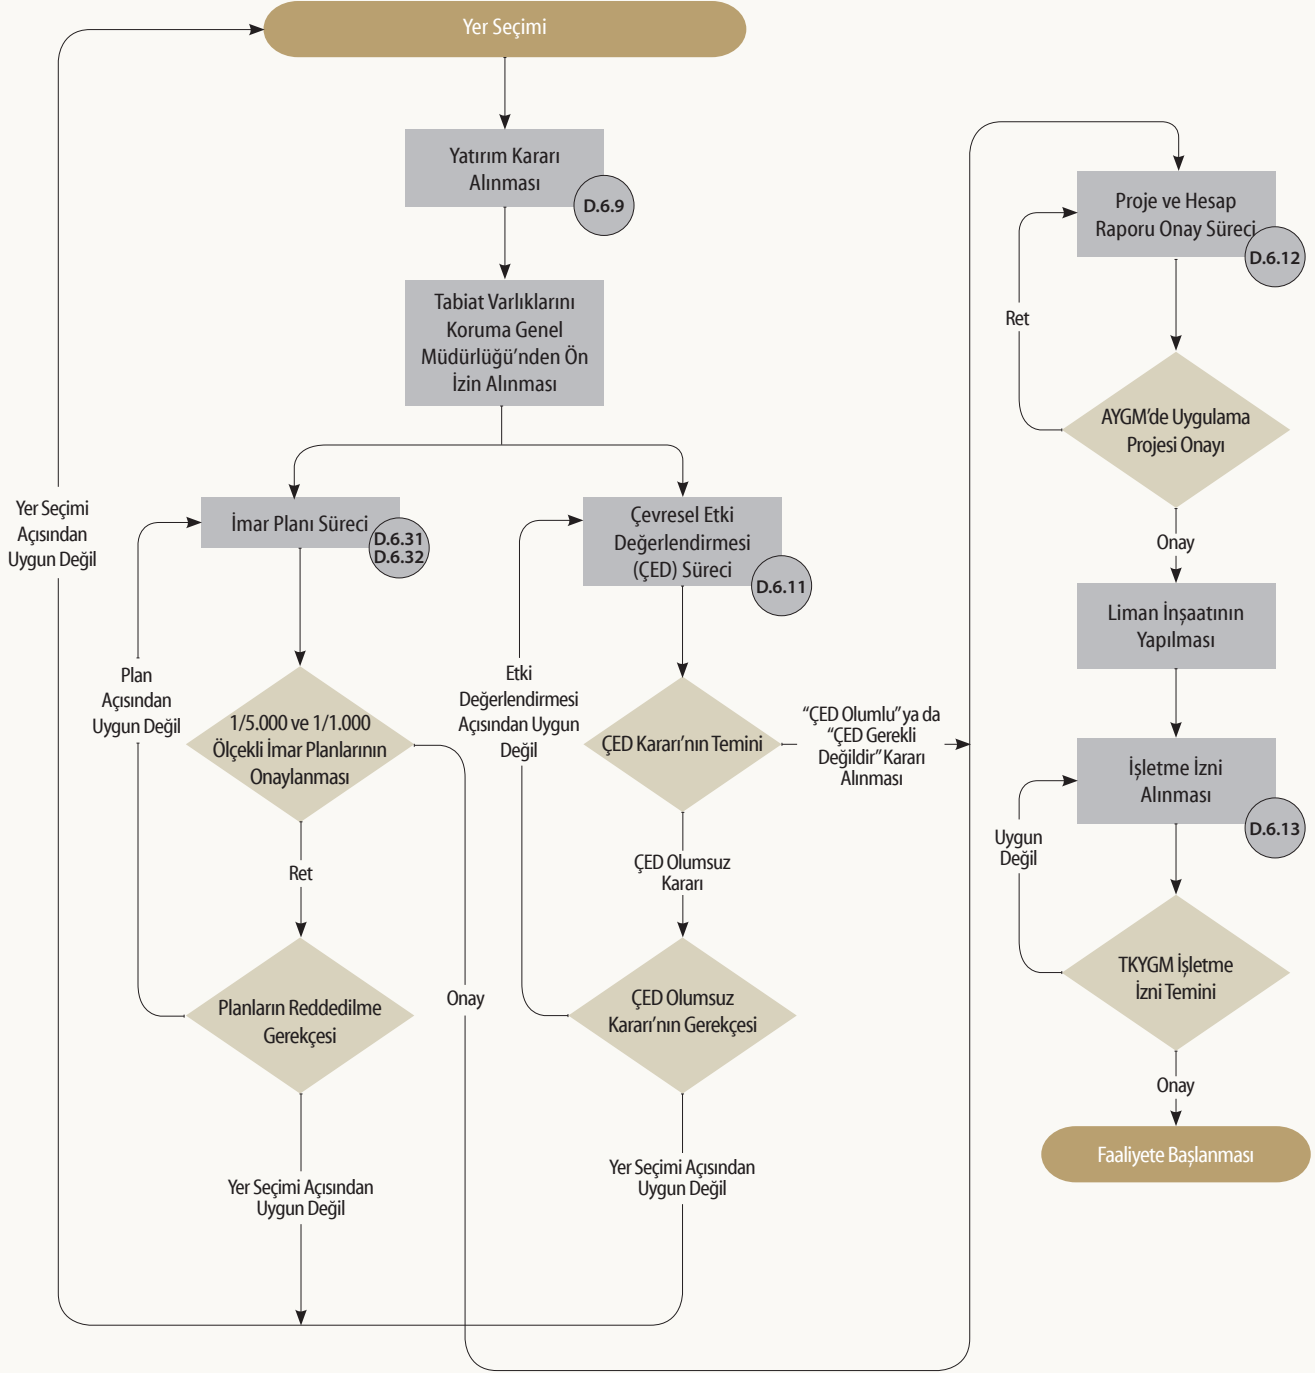 Yer Seçimi
Yatırım Kararı
Alınması
D.6.9
Tabiat Varlıklarını
Koruma Genel
Müdürlüğü’nden Ön
İzin Alınması
Yer Seçimi
Açısından
Uygun Değil
İmar Planı Süreci
D.6.31
D.6.32
Plan
Açısından
Uygun Değil
1/5.000 ve 1/1.000
Ölçekli İmar Planlarının
Onaylanması
Ret
Planların Reddedilme
Gerekçesi
Yer Seçimi Açısından
Uygun Değil
Onay
Çevresel Etki
Değerlendirmesi
(ÇED) Süreci
D.6.11
Etki
Değerlendirmesi
Açısından Uygun
Değil
ÇED Kararı’nın Temini
“ÇED Olumlu” ya da
“ÇED Gerekli
Değildir” Kararı
Alınması
ÇED Olumsuz
Kararı
ÇED Olumsuz
Kararı’nın Gerekçesi
Yer Seçimi Açısından
Uygun Değil
Proje ve Hesap
Raporu Onay Süreci
D.6.12
Ret
AYGM’de Uygulama
Projesi Onayı
Onay
Liman İnşaatının
Yapılması
İşletme İzni
Alınması
D.6.13
Uygun
Değil
TKYGM İşletme
İzni Temini
Onay
Faaliyete Başlanması